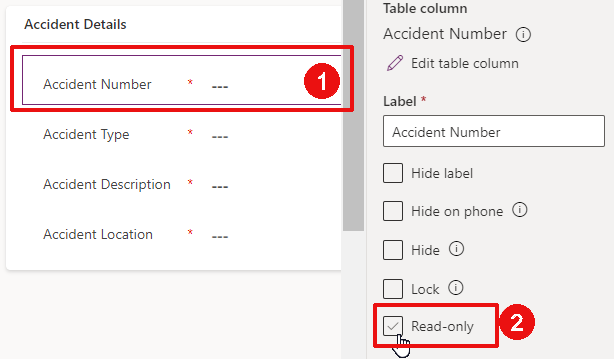 Accident Details
Accident Number * ---
1
Accident Type * ---
Accident Description * ---
Accident Location * ---
Table column
Accident Number
Edit table column
Label *
Accident Number
Hide label
Hide on phone
Hide
Lock
Read-only
2